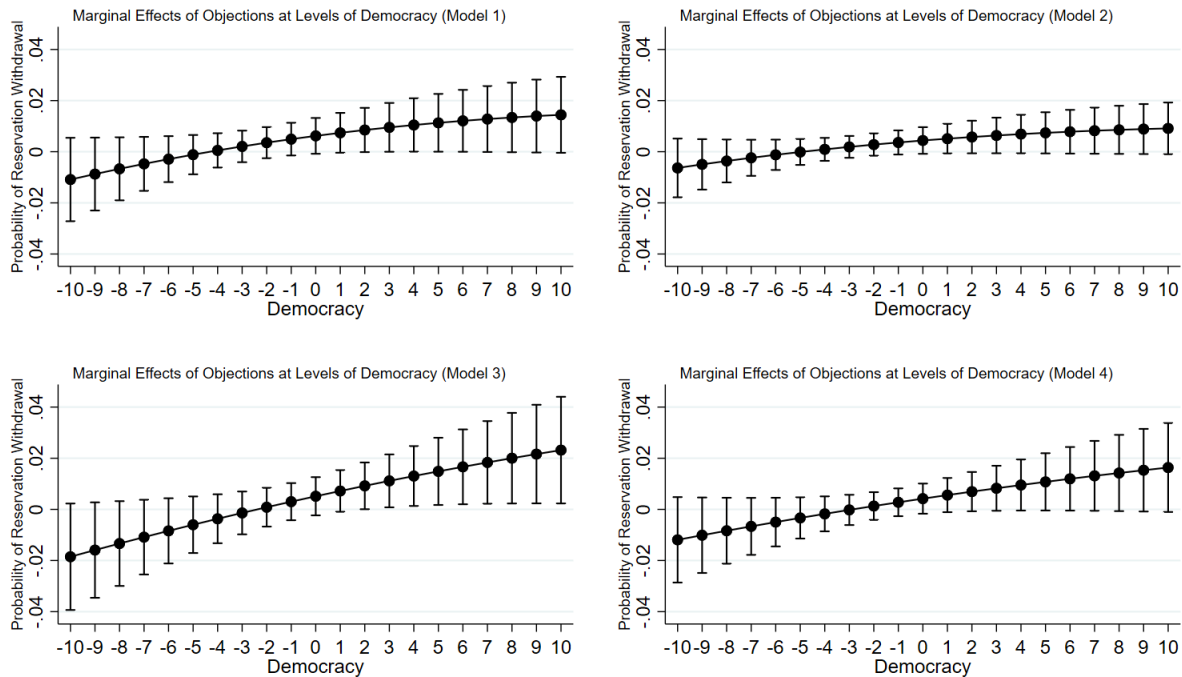 Marginal Effects of Objections at Levels of Democracy (Model 1)
Probability of Reservation Withdrawal
.04
.02
0
-.02
-.04
-10 -9 -8 -7 -6 -5 -4 -3 -2 -1 0 1 2 3 4 5 6 7 8 9 10
Democracy
Marginal Effects of Objections at Levels of Democracy (Model 2)
Probability of Reservation Withdrawal
.04
.02
0
-.02
-.04
-10 -9 -8 -7 -6 -5 -4 -3 -2 -1 0 1 2 3 4 5 6 7 8 9 10
Democracy
Marginal Effects of Objections at Levels of Democracy (Model 3)
Probability of Reservation Withdrawal
.04
.02
0
-.02
-.04
-10 -9 -8 -7 -6 -5 -4 -3 -2 -1 0 1 2 3 4 5 6 7 8 9 10
Democracy
Marginal Effects of Objections at Levels of Democracy (Model 4)
Probability of Reservation Withdrawal
.04
.02
0
-.02
-.04
-10 -9 -8 -7 -6 -5 -4 -3 -2 -1 0 1 2 3 4 5 6 7 8 9 10
Democracy